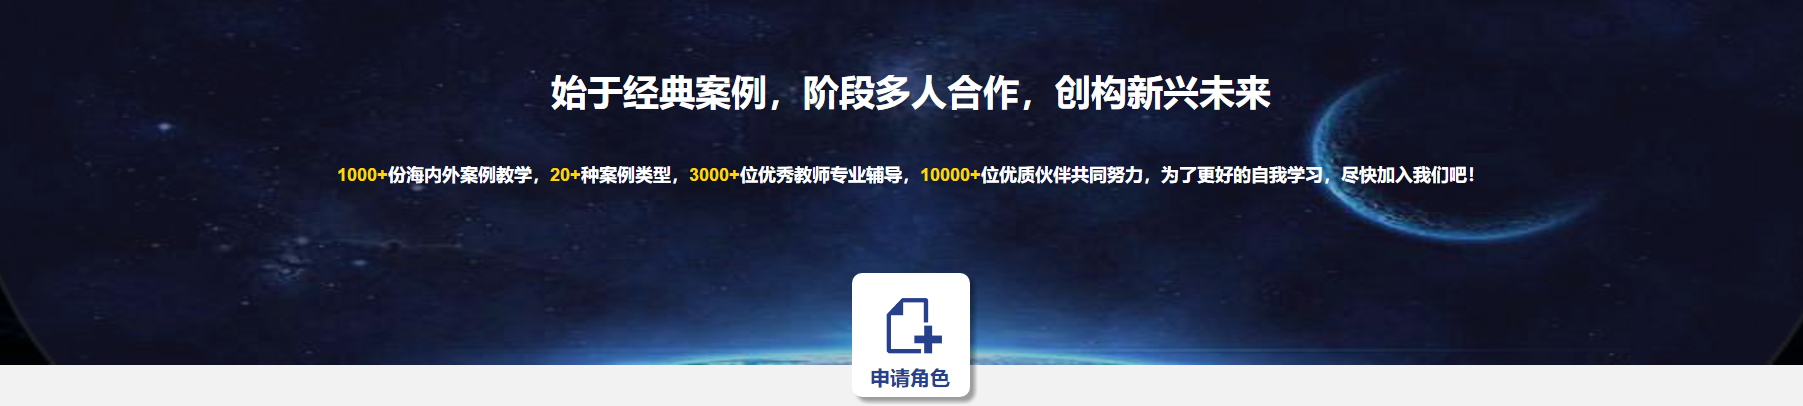 始于经典案例，阶段多人合作，创构新兴未来
1000+份海内外案例教学，20+种案例类型，3000+位优秀教师专业辅导，10000+位优质伙伴共同努力，为了更好的自我学习，尽快加入我们吧！
申请角色